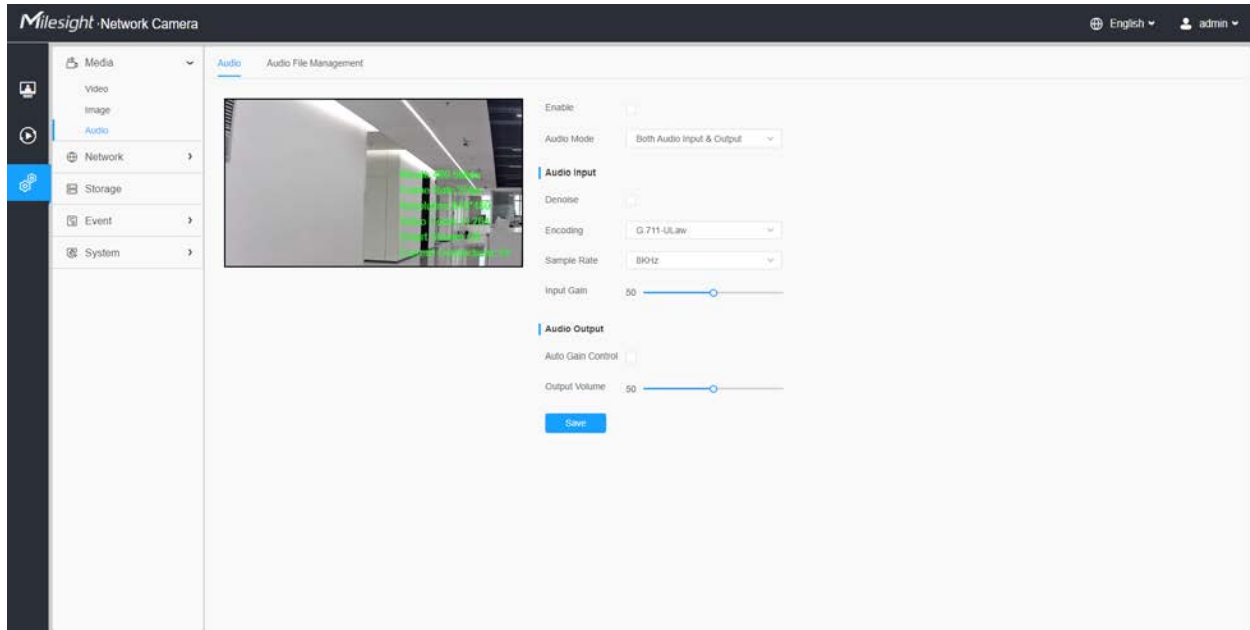 Milesight · Network Camera
English
admin
Media
Video
Image
Audio
Network
Storage
Event
System
Audio Audio File Management
Enable
Audio Mode Both Audio Input & Output
Audio Input
Denoise
Encoding G.711-ULaw
Sample Rate 8KHz
Input Gain 50
Audio Output
Auto Gain Control
Output Volume 50
Save